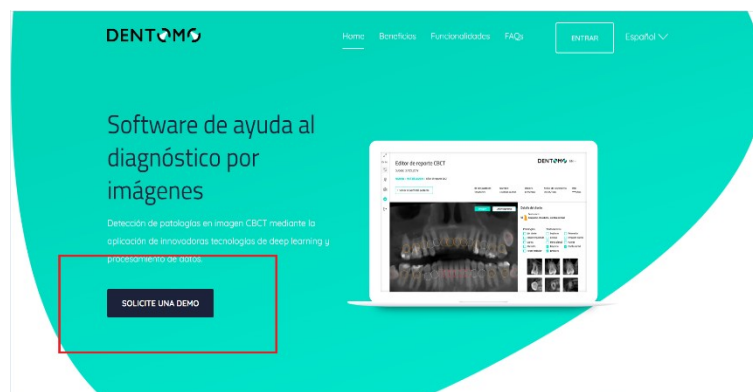 DENTOMO
Home Beneficios Funcionalidades FAQs ENTRAR Español
Software de ayuda al
diagnóstico por
imágenes
Detección de patologías en imagen CBCT mediante la
aplicación de innovadoras tecnologías de deep learning y
procesamiento de datos.
SOLICITE UNA DEMO
Editor de reporte CBCT
DENTOMO